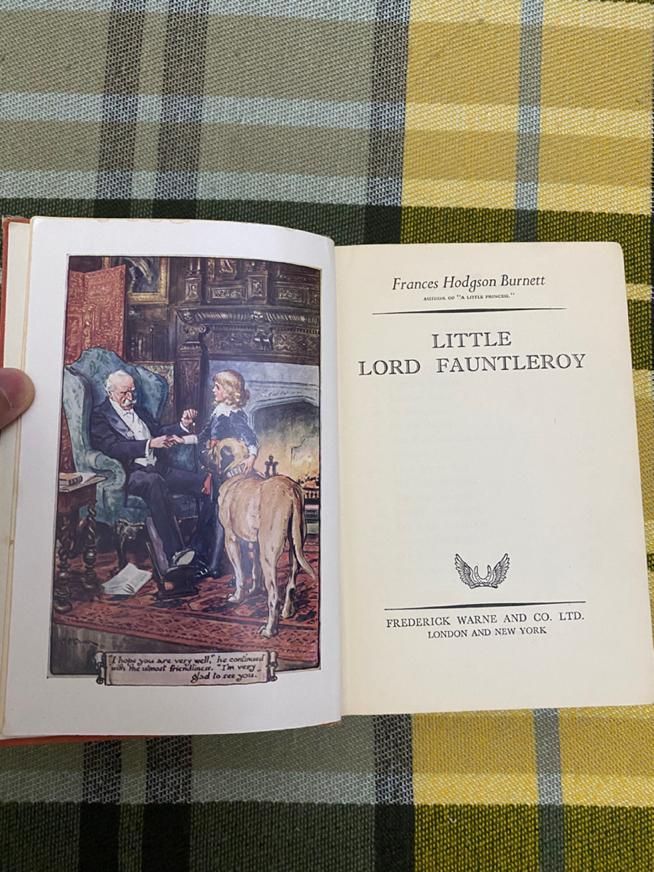 "I hope you are very well," he continued
with the utmost friendliness. "I'm very
glad to see you."
Frances Hodgson Burnett
AUTHOR OF "A LITTLE PRINCESS."
LITTLE
LORD FAUNTLEROY
FREDERICK WARNE AND CO. LTD.
LONDON AND NEW YORK